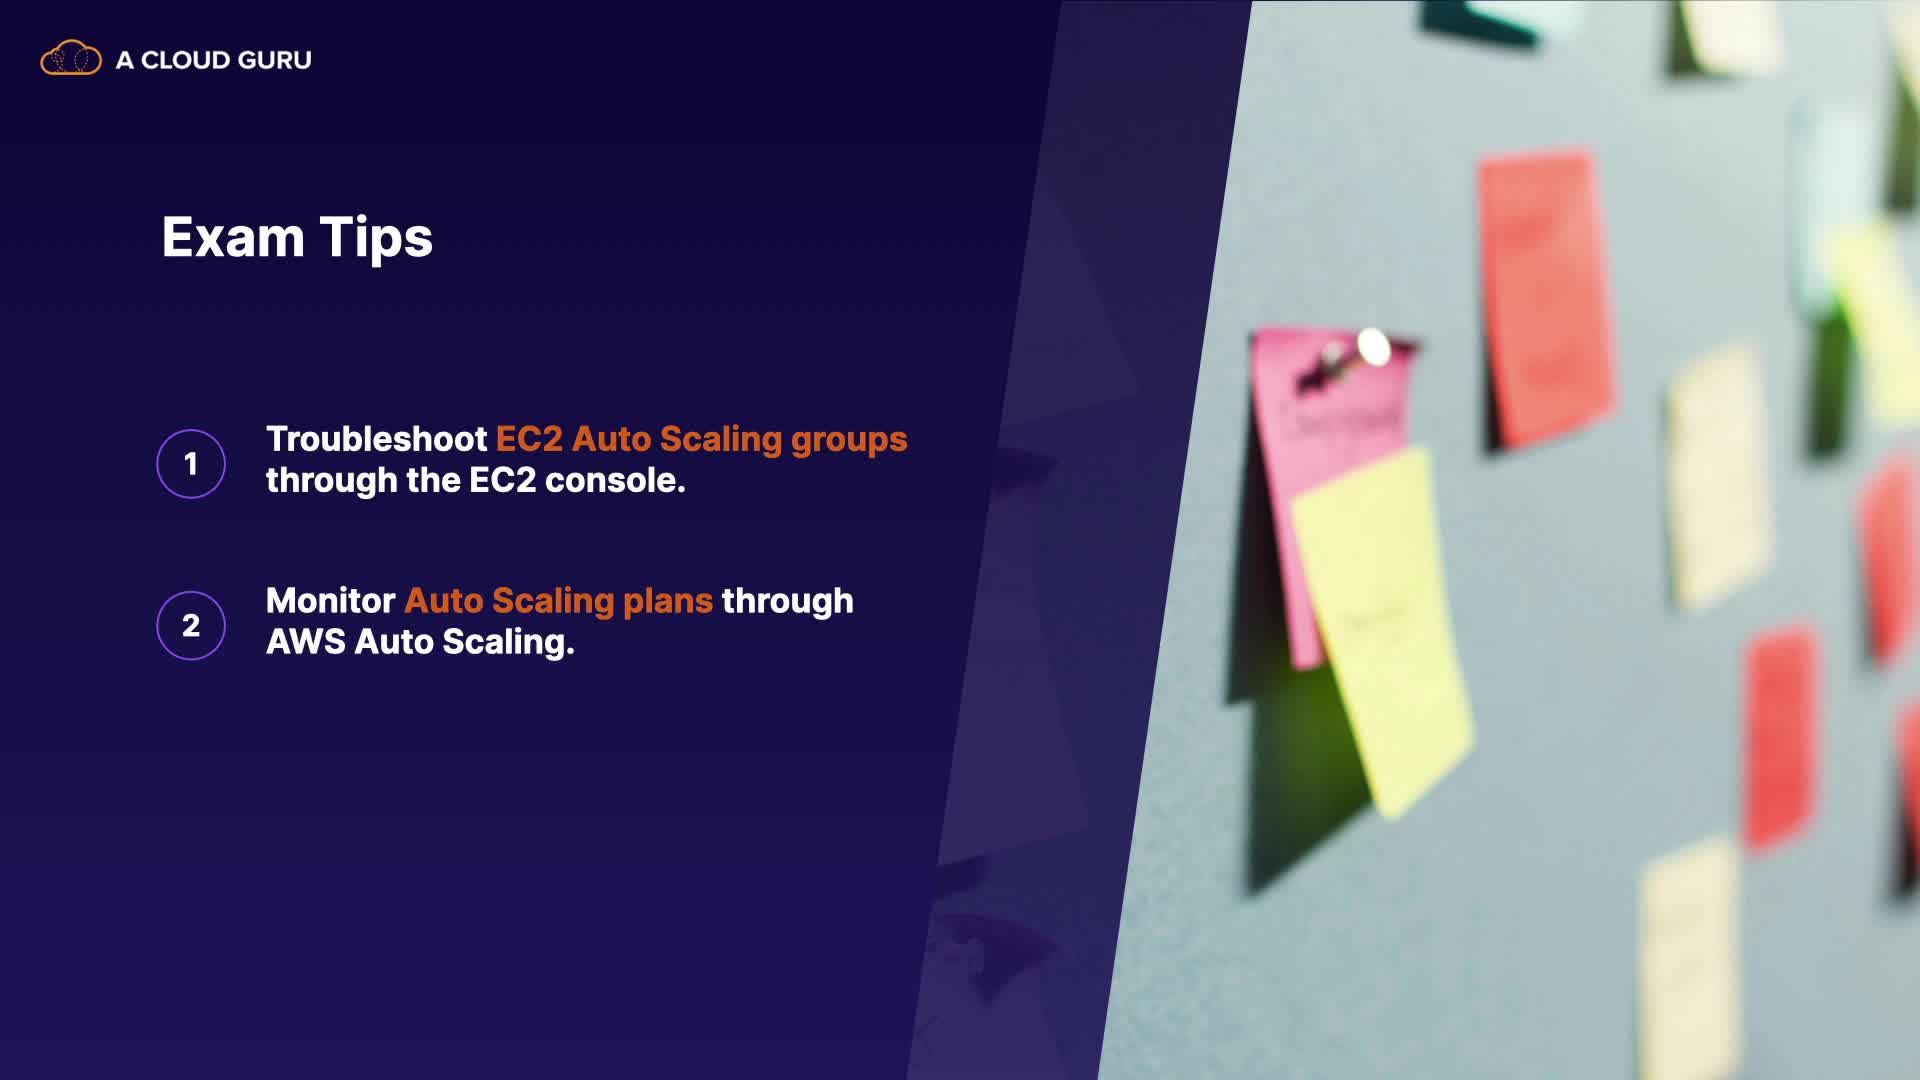 A CLOUD GURU
Exam Tips
1
Troubleshoot EC2 Auto Scaling groups
through the EC2 console.
2
Monitor Auto Scaling plans through
AWS Auto Scaling.